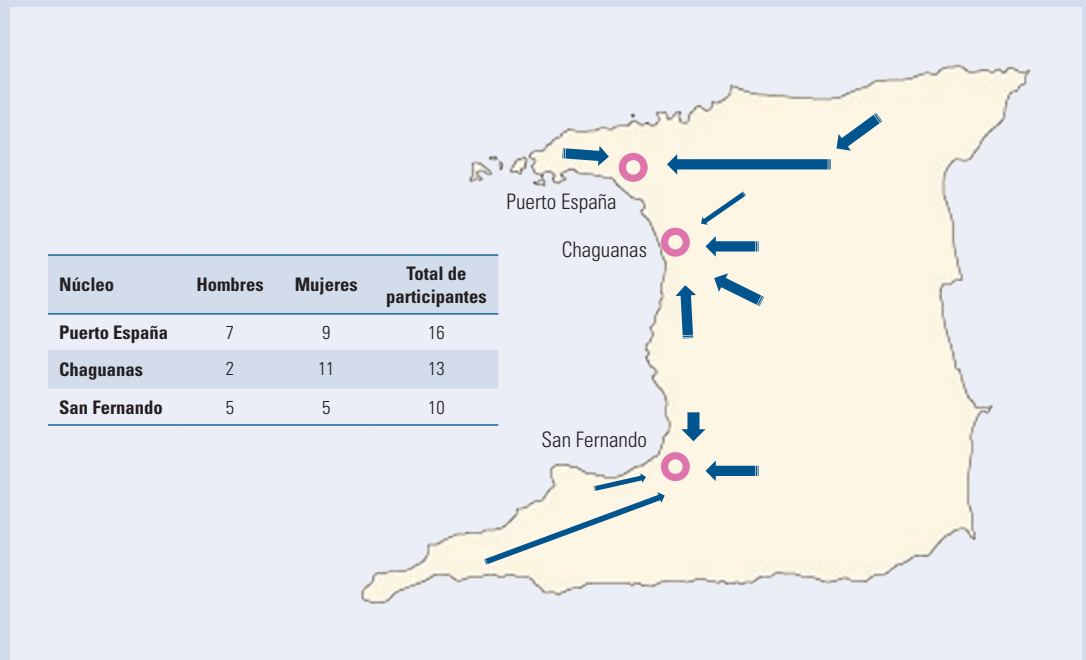 Puerto España
Chaguanas
San Fernando
Núcleo Hombres Mujeres Total de
participantes
Puerto España 7 9 16
Chaguanas 2 11 13
San Fernando 5 5 10